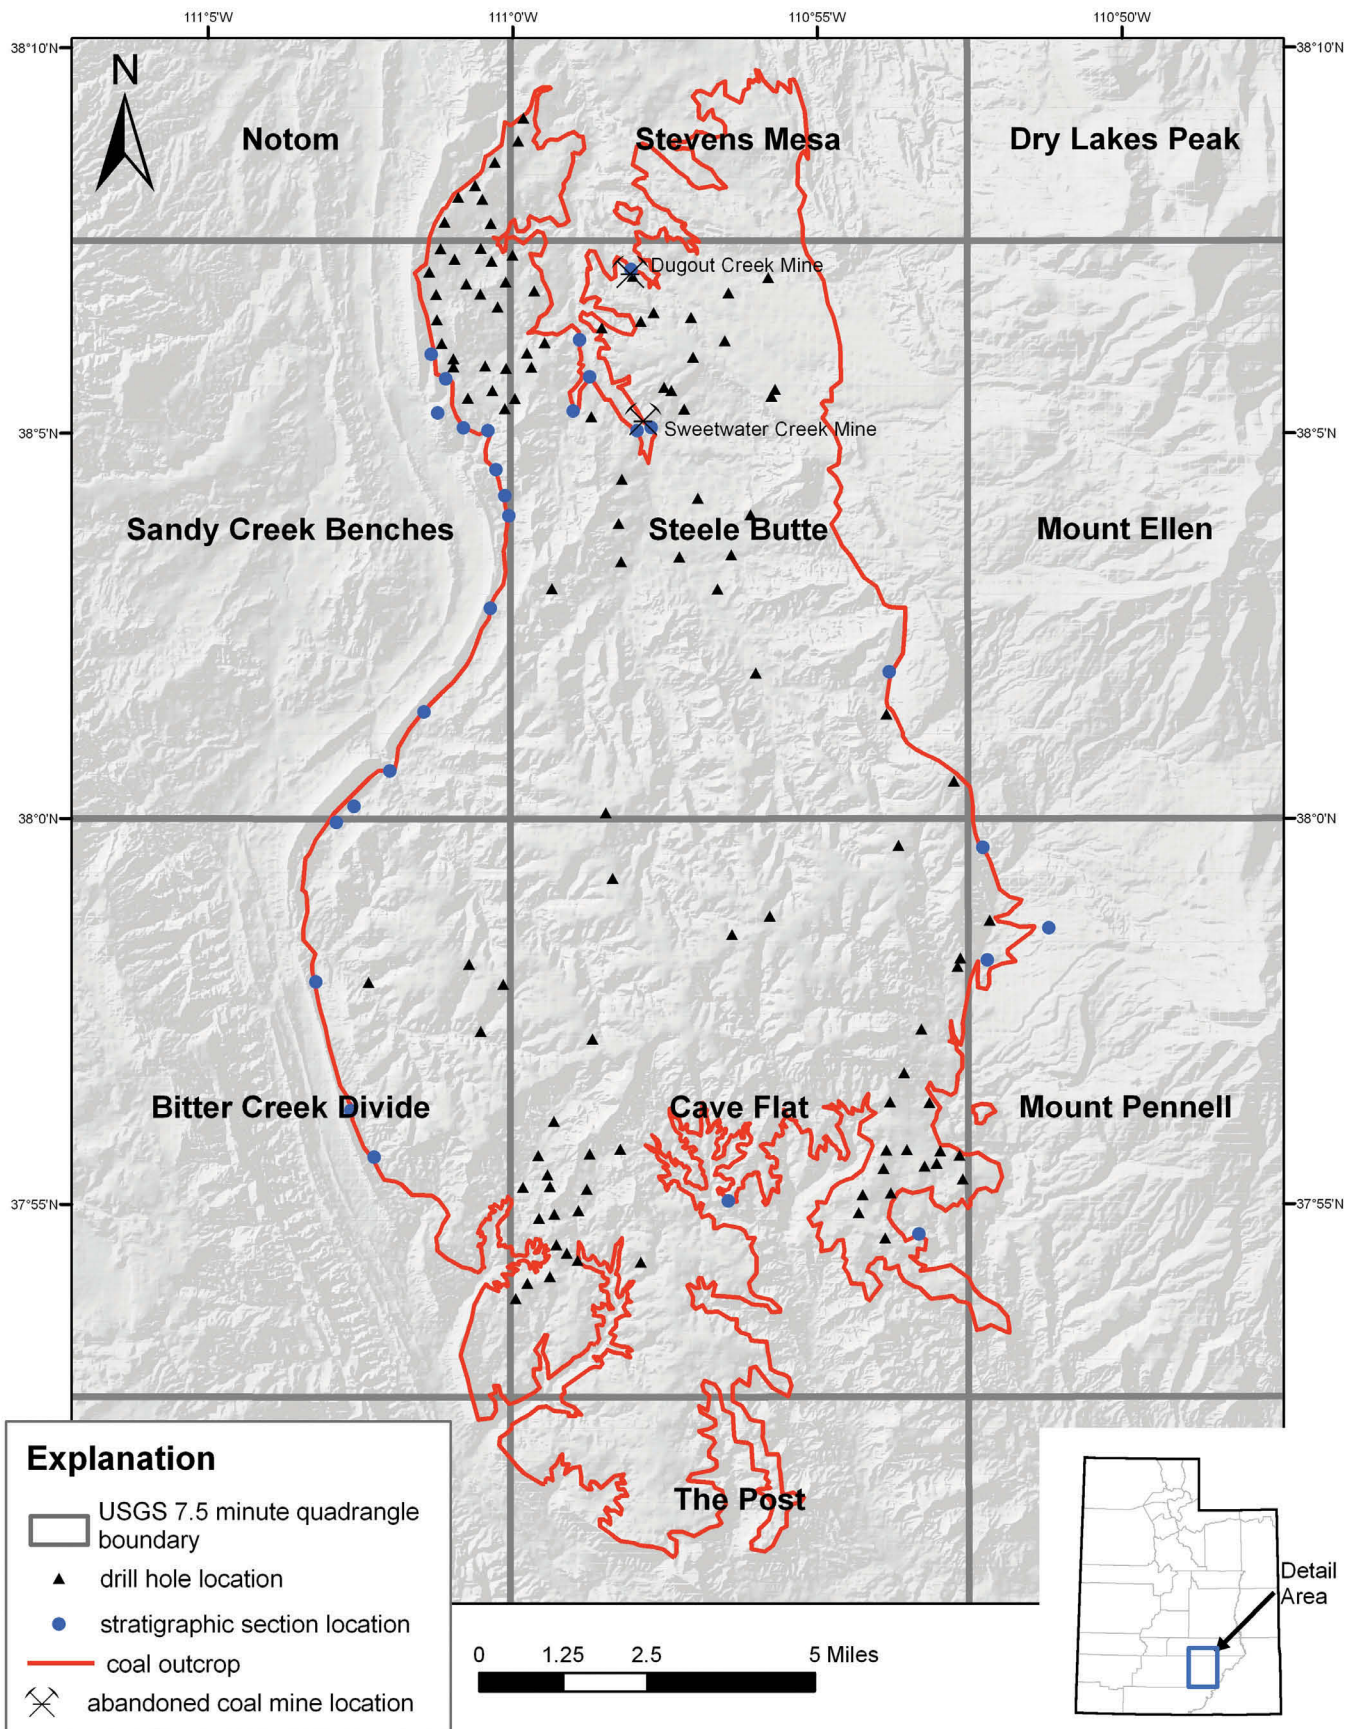 111°5'W
111°0'W
110°55'W
110°50'W
38°10'N
38°10'N
N
Notom
Stevens Mesa
Dry Lakes Peak
Dugout Creek Mine
38°5'N
Sweetwater Creek Mine
38°5'N
Sandy Creek Benches
Steele Butte
Mount Ellen
38°0'N
38°0'N
Bitter Creek Divide
Cave Flat
Mount Pennell
37°55'N
37°55'N
The Post
Explanation
USGS 7.5 minute quadrangle
boundary
drill hole location
stratigraphic section location
coal outcrop
abandoned coal mine location
0 1.25 2.5 5 Miles
Detail
Area